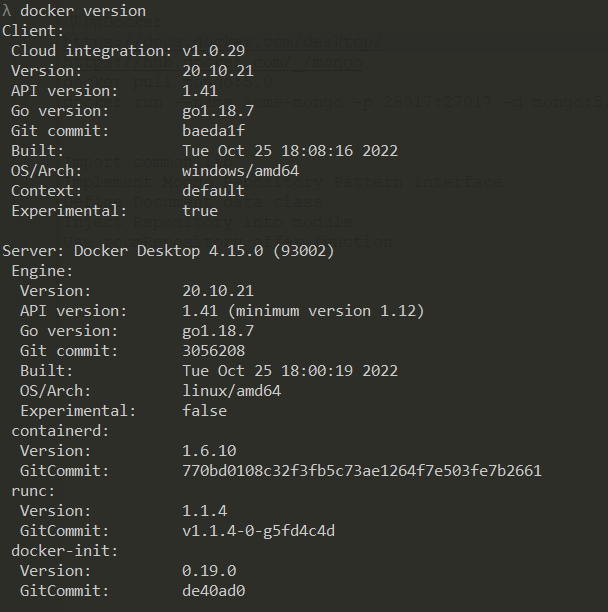 λ docker version
Client:
 Cloud integration: v1.0.29
 Version:           20.10.21
 API version:       1.41
 Go version:        go1.18.7
 Git commit:        baeda1f
 Built:             Tue Oct 25 18:08:16 2022
 OS/Arch:           windows/amd64
 Context:           default
 Experimental:      true

Server: Docker Desktop 4.15.0 (93002)
 Engine:
  Version:          20.10.21
  API version:      1.41 (minimum version 1.12)
  Go version:       go1.18.7
  Git commit:       3056208
  Built:            Tue Oct 25 18:00:19 2022
  OS/Arch:          linux/amd64
  Experimental:     false
 containerd:
  Version:          1.6.10
  GitCommit:        770bd0108c32f3fb5c73ae1264f7e503fe7b2661
 runc:
  Version:          1.1.4
  GitCommit:        v1.1.4-0-g5fd4c4d
 docker-init:
  Version:          0.19.0
  GitCommit:        de40ad0